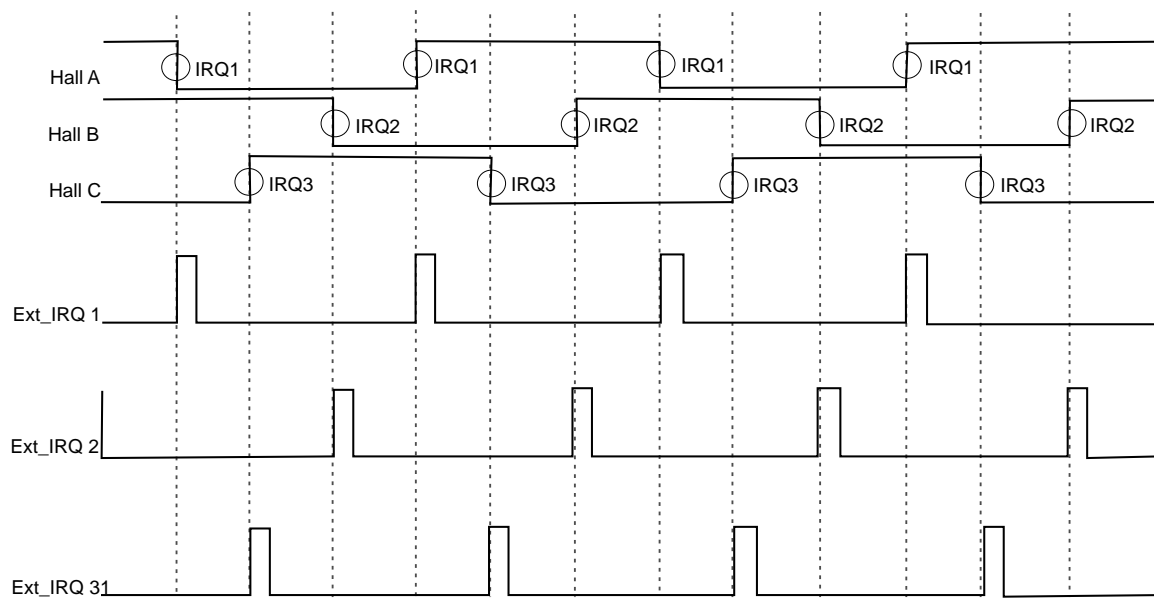 Hall A IRQ1 IRQ1 IRQ1 IRQ1
Hall B IRQ2 IRQ2 IRQ2 IRQ2
Hall C IRQ3 IRQ3 IRQ3 IRQ3
Ext_IRQ 1
Ext_IRQ 2
Ext_IRQ 31